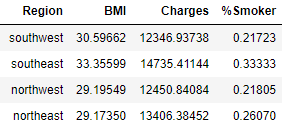 Region BMI Charges %Smoker
southwest 30.59662 12346.93738 0.21723
southeast 33.35599 14735.41144 0.33333
northwest 29.19549 12450.84084 0.21805
northeast 29.17350 13406.38452 0.26070